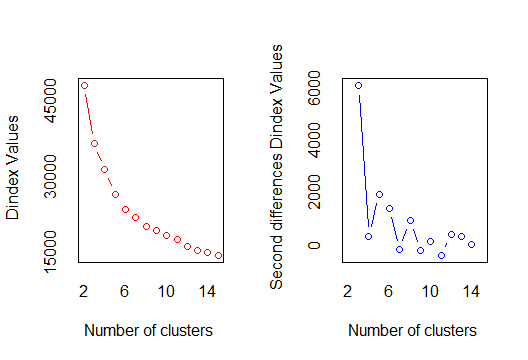 Dindex Values
15000 30000 45000
2 6 10 14
Number of clusters
Second differences Dindex Values
0 2000 4000 6000
2 4 6 8 10 14
Number of clusters